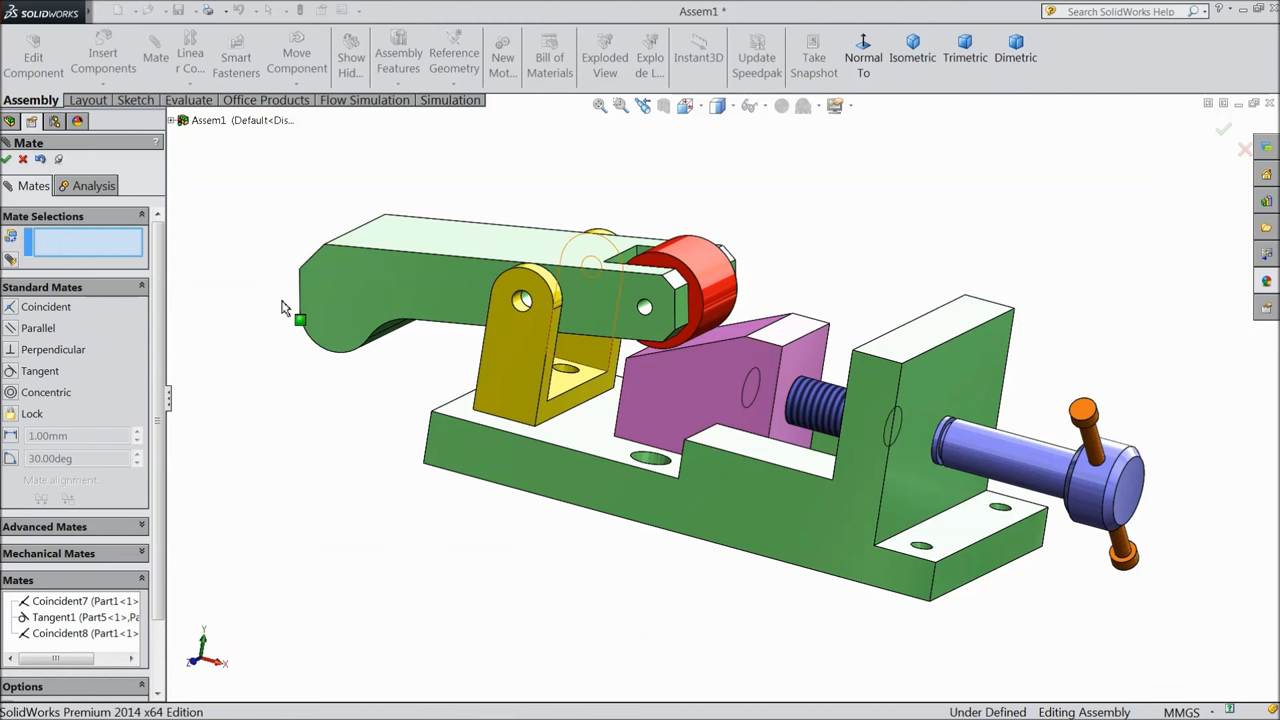 SOLIDWORKS
Assem1 *
Search SolidWorks Help
Edit
Component
Insert
Components
Mate
Linea
r Co...
Smart
Fasteners
Move
Component
Show
Hid...
Assembly
Features
Reference
Geometry
New
Mot...
Bill of
Materials
Exploded
View
Explo
de L...
Instant3D
Update
Speedpak
Take
Snapshot
Normal
To
Isometric
Trimetric
Dimetric
Assembly
Layout
Sketch
Evaluate
Office Products
Flow Simulation
Simulation
Assem1 (Default<Dis...
Mate
?
Mates
Analysis
Mate Selections
Standard Mates
Coincident
Parallel
Perpendicular
Tangent
Concentric
Lock
1.00mm
30.00deg
Mate alignment:
Advanced Mates
Mechanical Mates
Mates
Coincident7 (Part1<1>
Tangent1 (Part5<1>,Pa
Coincident8 (Part1<1>
Options
Y
Z
X
SolidWorks Premium 2014 x64 Edition
Under Defined
Editing Assembly
MMGS